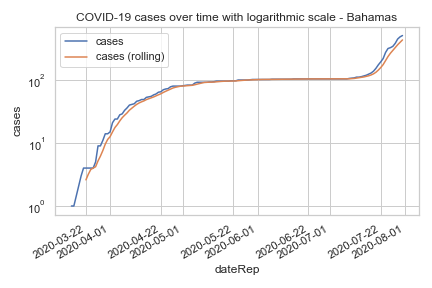 COVID-19 cases over time with logarithmic scale - Bahamas
cases
cases (rolling)
10²
10¹
10⁰
cases
2020-03-22
2020-04-01
2020-04-22
2020-05-01
2020-05-22
2020-06-01
2020-06-22
2020-07-01
2020-07-22
2020-08-01
dateRep